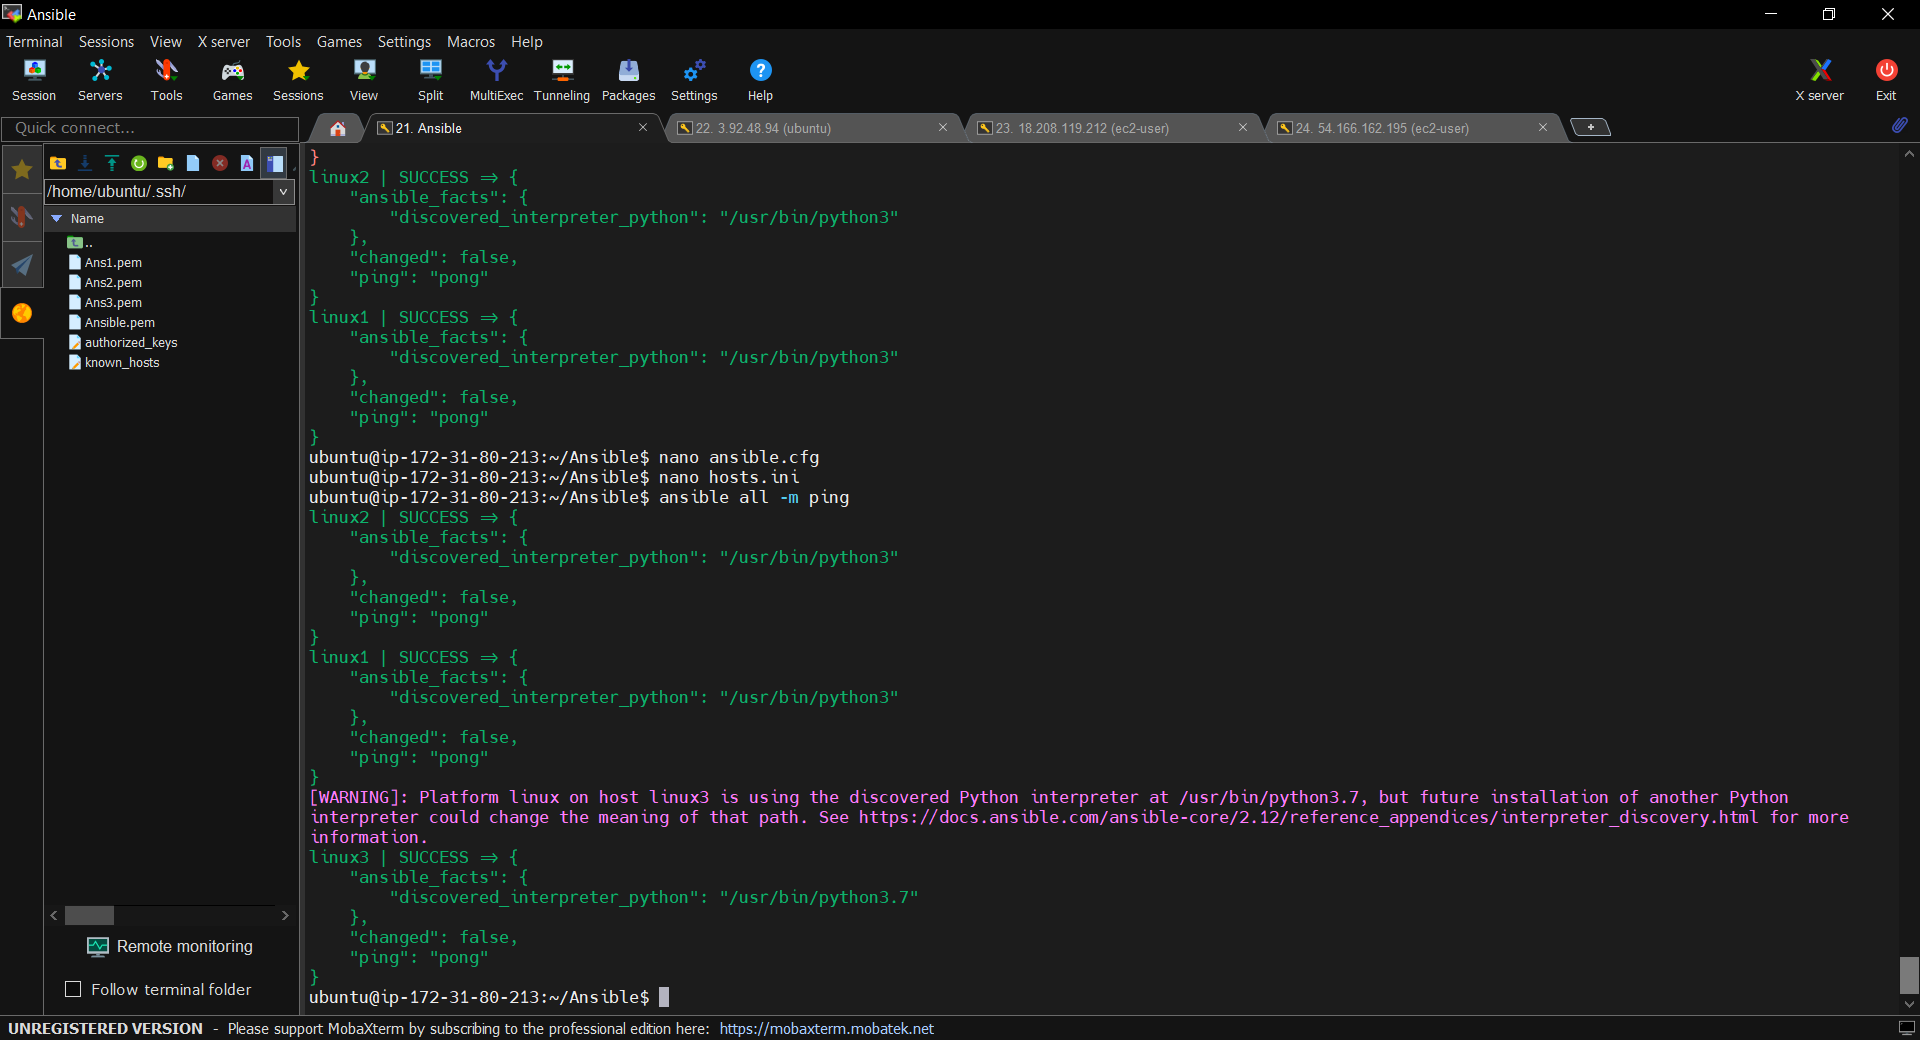 Ansible
Terminal Sessions View X server Tools Games Settings Macros Help
Session Servers Tools Games Sessions View Split MultiExec Tunneling Packages Settings Help X server Exit
Quick connect...
21. Ansible
22. 3.92.48.94 (ubuntu)
23. 18.208.119.212 (ec2-user)
24. 54.166.162.195 (ec2-user)
/home/ubuntu/.ssh/
Name
..
Ans1.pem
Ans2.pem
Ans3.pem
Ansible.pem
authorized_keys
known_hosts
Remote monitoring
Follow terminal folder
}
linux2 | SUCCESS => {
    "ansible_facts": {
        "discovered_interpreter_python": "/usr/bin/python3"
    },
    "changed": false,
    "ping": "pong"
}
linux1 | SUCCESS => {
    "ansible_facts": {
        "discovered_interpreter_python": "/usr/bin/python3"
    },
    "changed": false,
    "ping": "pong"
}
ubuntu@ip-172-31-80-213:~/Ansible$ nano ansible.cfg
ubuntu@ip-172-31-80-213:~/Ansible$ nano hosts.ini
ubuntu@ip-172-31-80-213:~/Ansible$ ansible all -m ping
linux2 | SUCCESS => {
    "ansible_facts": {
        "discovered_interpreter_python": "/usr/bin/python3"
    },
    "changed": false,
    "ping": "pong"
}
linux1 | SUCCESS => {
    "ansible_facts": {
        "discovered_interpreter_python": "/usr/bin/python3"
    },
    "changed": false,
    "ping": "pong"
}
[WARNING]: Platform linux on host linux3 is using the discovered Python interpreter at /usr/bin/python3.7, but future installation of another Python
interpreter could change the meaning of that path. See https://docs.ansible.com/ansible-core/2.12/reference_appendices/interpreter_discovery.html for more
information.
linux3 | SUCCESS => {
    "ansible_facts": {
        "discovered_interpreter_python": "/usr/bin/python3.7"
    },
    "changed": false,
    "ping": "pong"
}
ubuntu@ip-172-31-80-213:~/Ansible$
UNREGISTERED VERSION - Please support MobaXterm by subscribing to the professional edition here: https://mobaxterm.mobatek.net